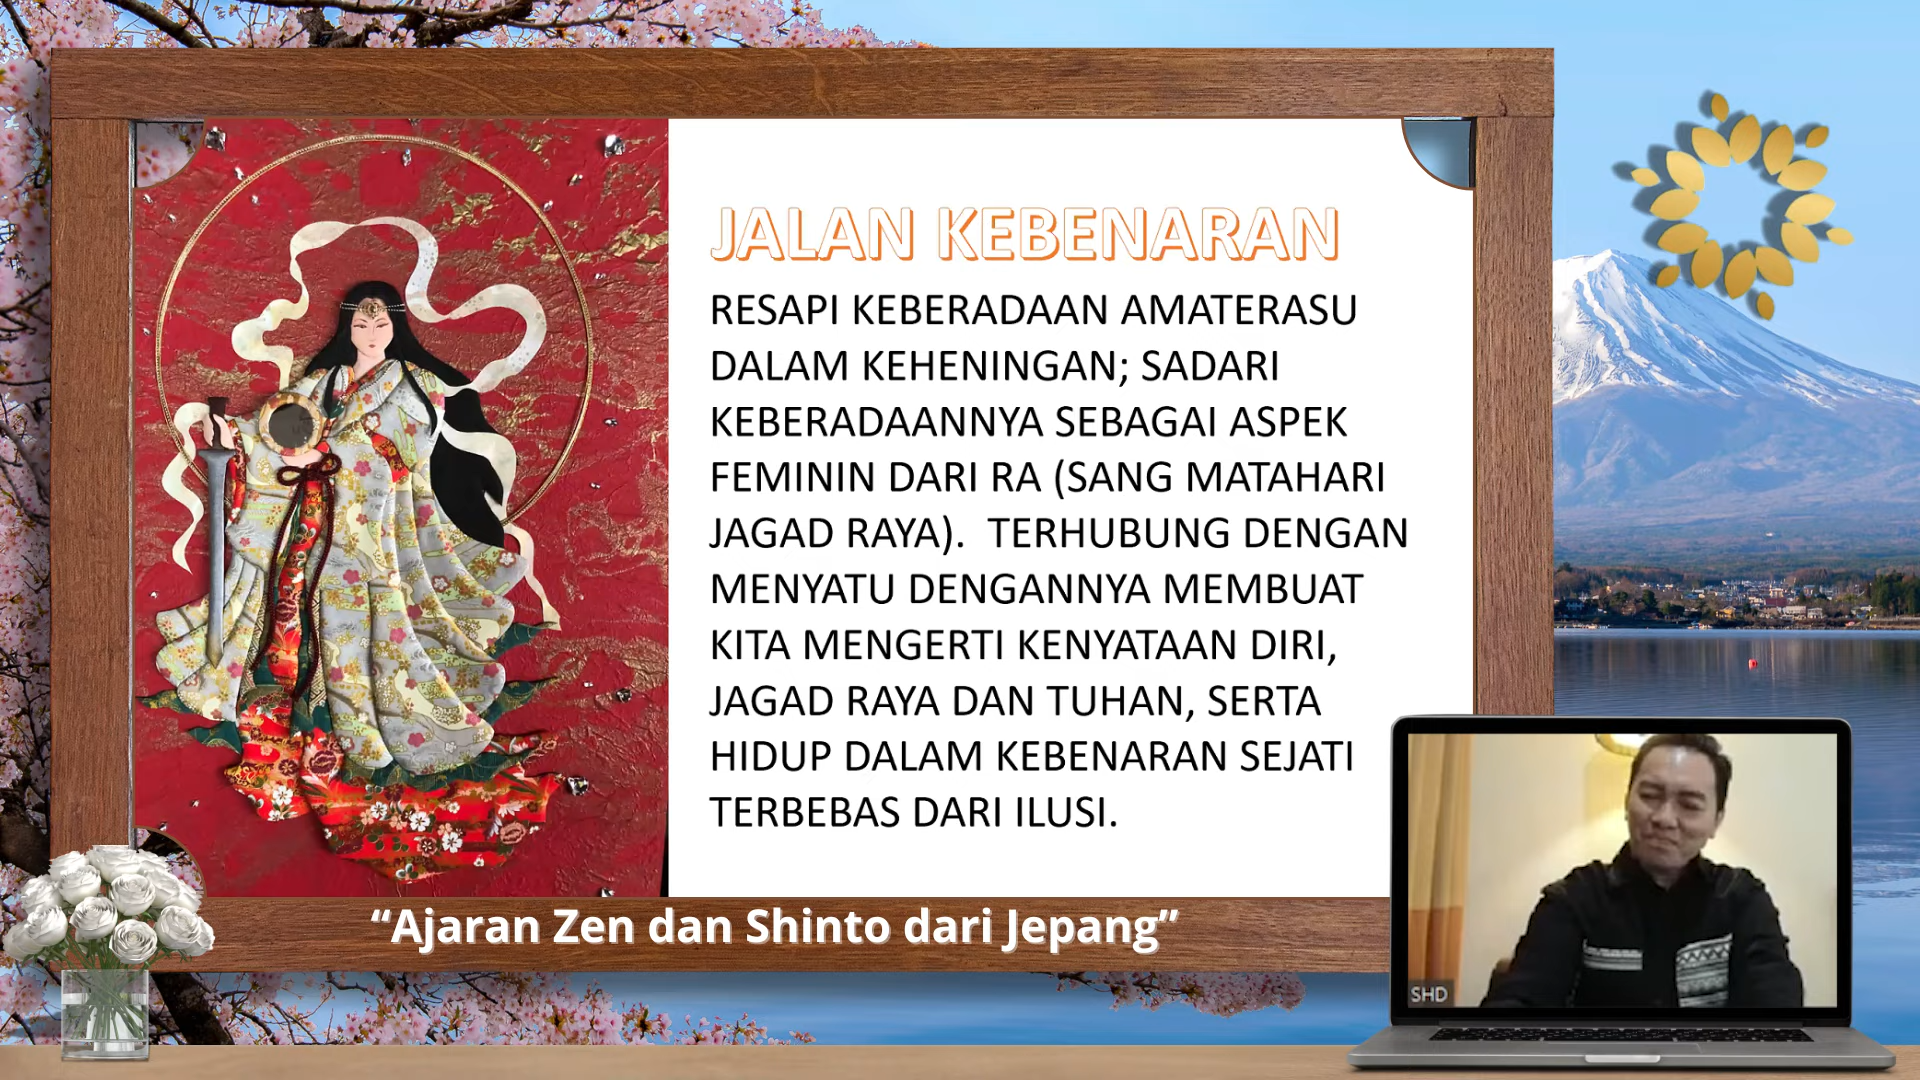 JALAN KEBENARAN
RESAPI KEBERADAAN AMATERASU
DALAM KEHENINGAN; SADARI
KEBERADAANNYA SEBAGAI ASPEK
FEMININ DARI RA (SANG MATAHARI
JAGAD RAYA).  TERHUBUNG DENGAN
MENYATU DENGANNYA MEMBUAT
KITA MENGERTI KENYATAAN DIRI,
JAGAD RAYA DAN TUHAN, SERTA
HIDUP DALAM KEBENARAN SEJATI
TERBEBAS DARI ILUSI.
“Ajaran Zen dan Shinto dari Jepang”
SHD